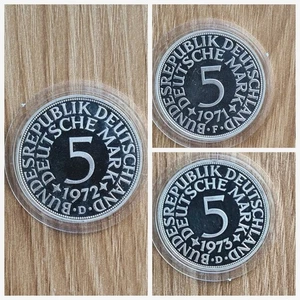 BUNDESREPUBLIK DEUTSCHLAND
DEUTSCHE MARK
5
1972
D
BUNDESREPUBLIK DEUTSCHLAND
DEUTSCHE MARK
5
1971
F
BUNDESREPUBLIK DEUTSCHLAND
DEUTSCHE MARK
5
1973
D